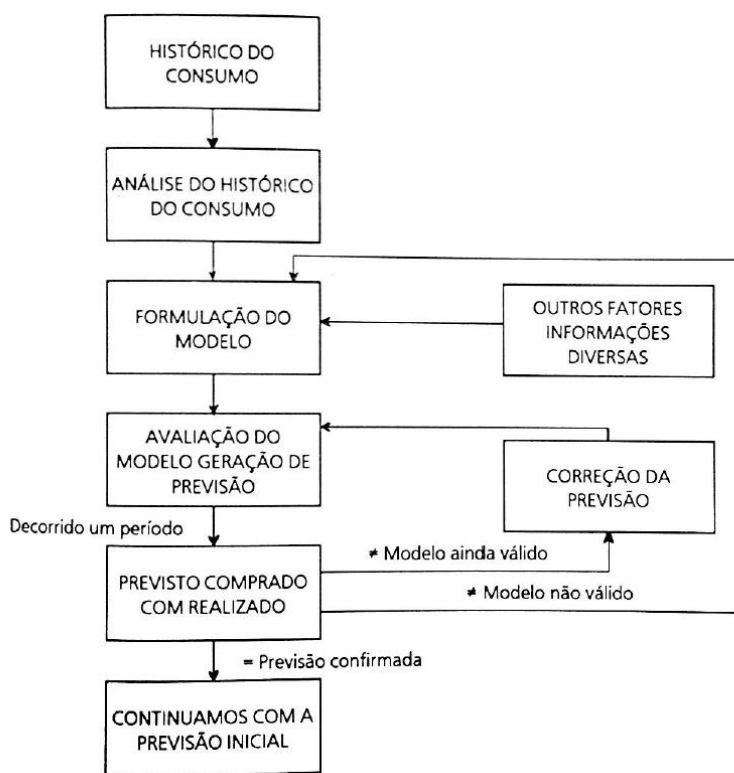 HISTÓRICO DO
CONSUMO
ANÁLISE DO HISTÓRICO
DO CONSUMO
FORMULAÇÃO DO
MODELO
OUTROS FATORES
INFORMAÇÕES
DIVERSAS
AVALIAÇÃO DO
MODELO GERAÇÃO DE
PREVISÃO
CORREÇÃO DA
PREVISÃO
Decorrido um período
≠ Modelo ainda válido
PREVISTO COMPRADO
COM REALIZADO
≠ Modelo não válido
= Previsão confirmada
CONTINUAMOS COM A
PREVISÃO INICIAL